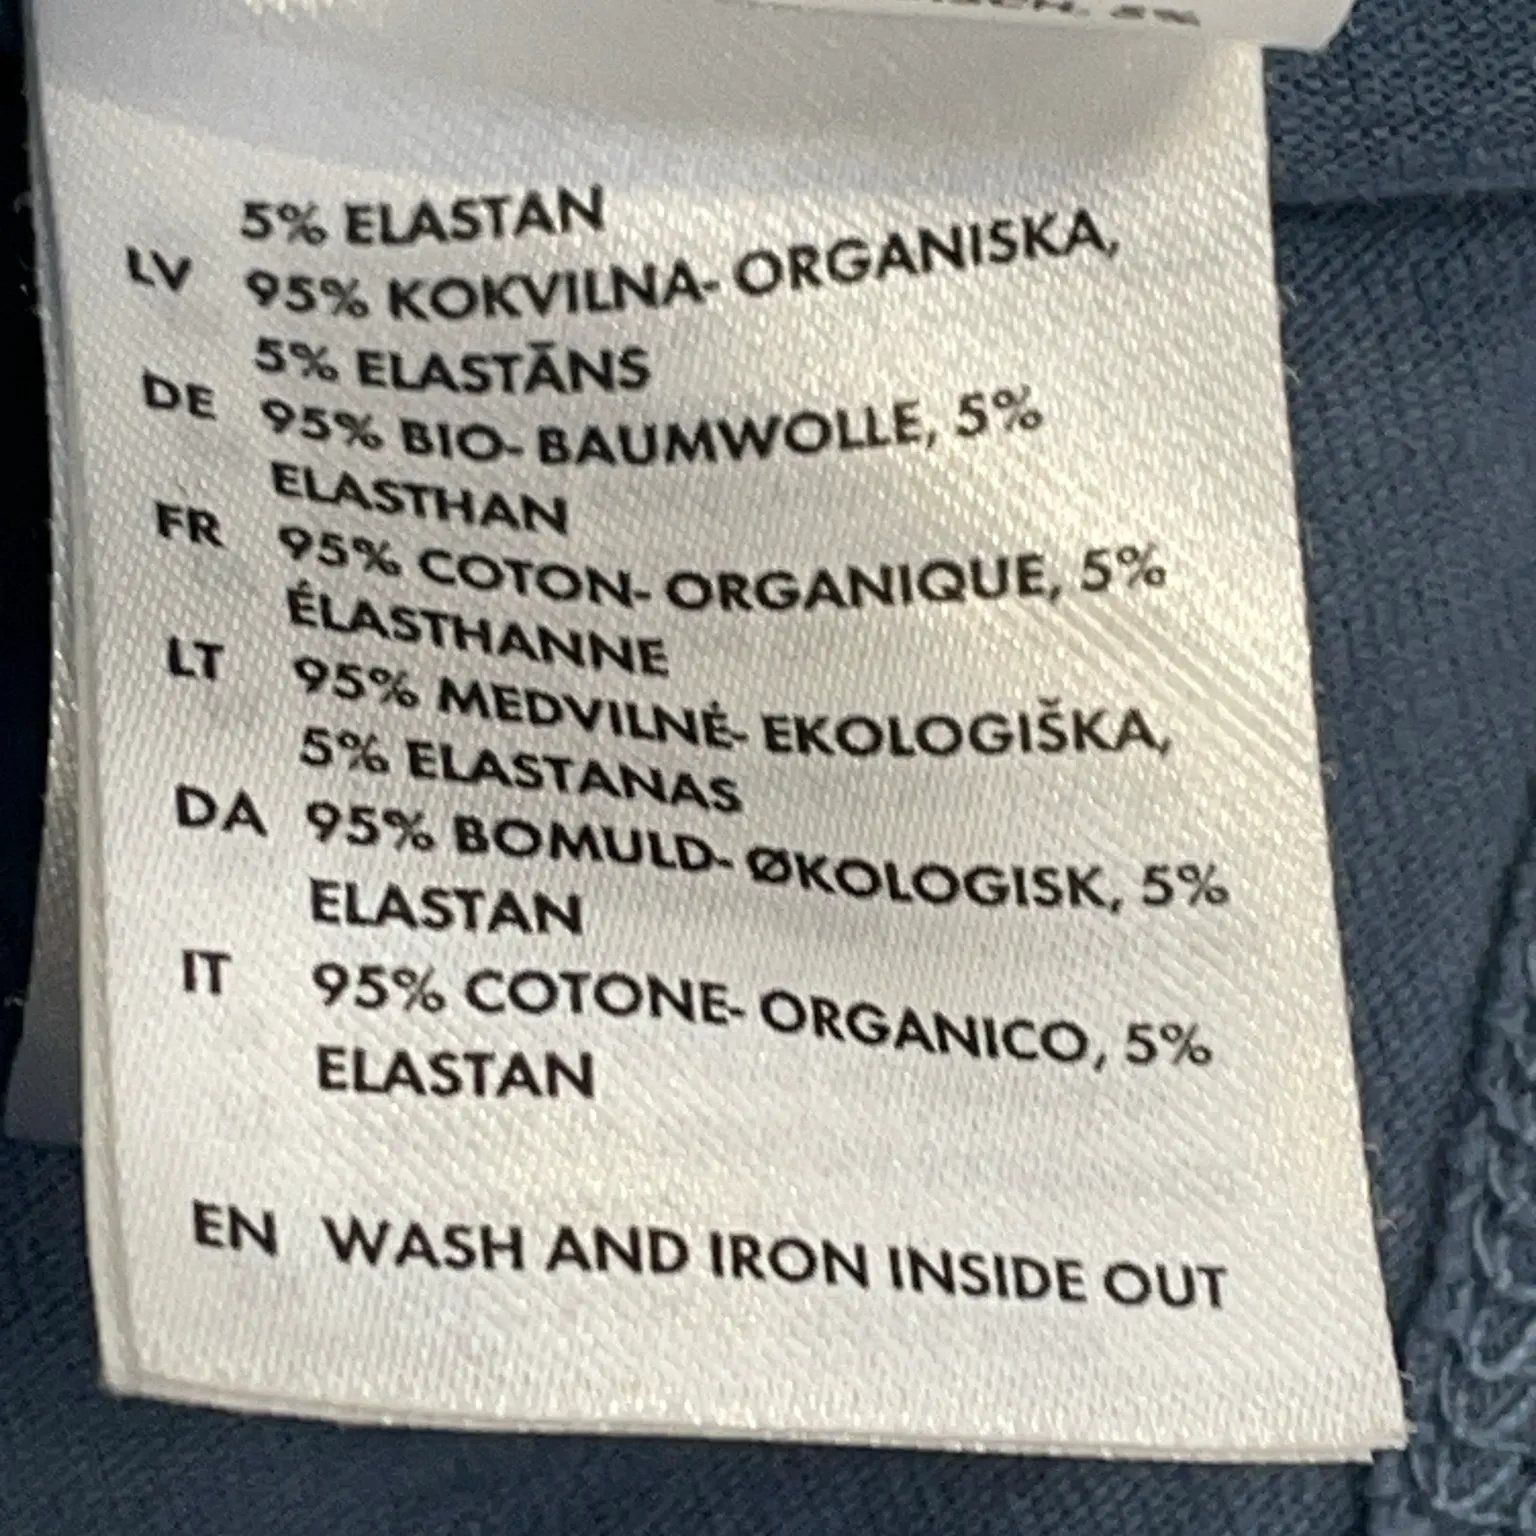 5% ELASTAN
LV 95% KOKVILNA- ORGANISKA,
5% ELASTĀNS
DE 95% BIO- BAUMWOLLE, 5%
ELASTHAN
FR 95% COTON- ORGANIQUE, 5%
ÉLASTHANNE
LT 95% MEDVILNĖ- EKOLOGIŠKA,
5% ELASTANAS
DA 95% BOMULD- ØKOLOGISK, 5%
ELASTAN
IT 95% COTONE- ORGANICO, 5%
ELASTAN
EN WASH AND IRON INSIDE OUT